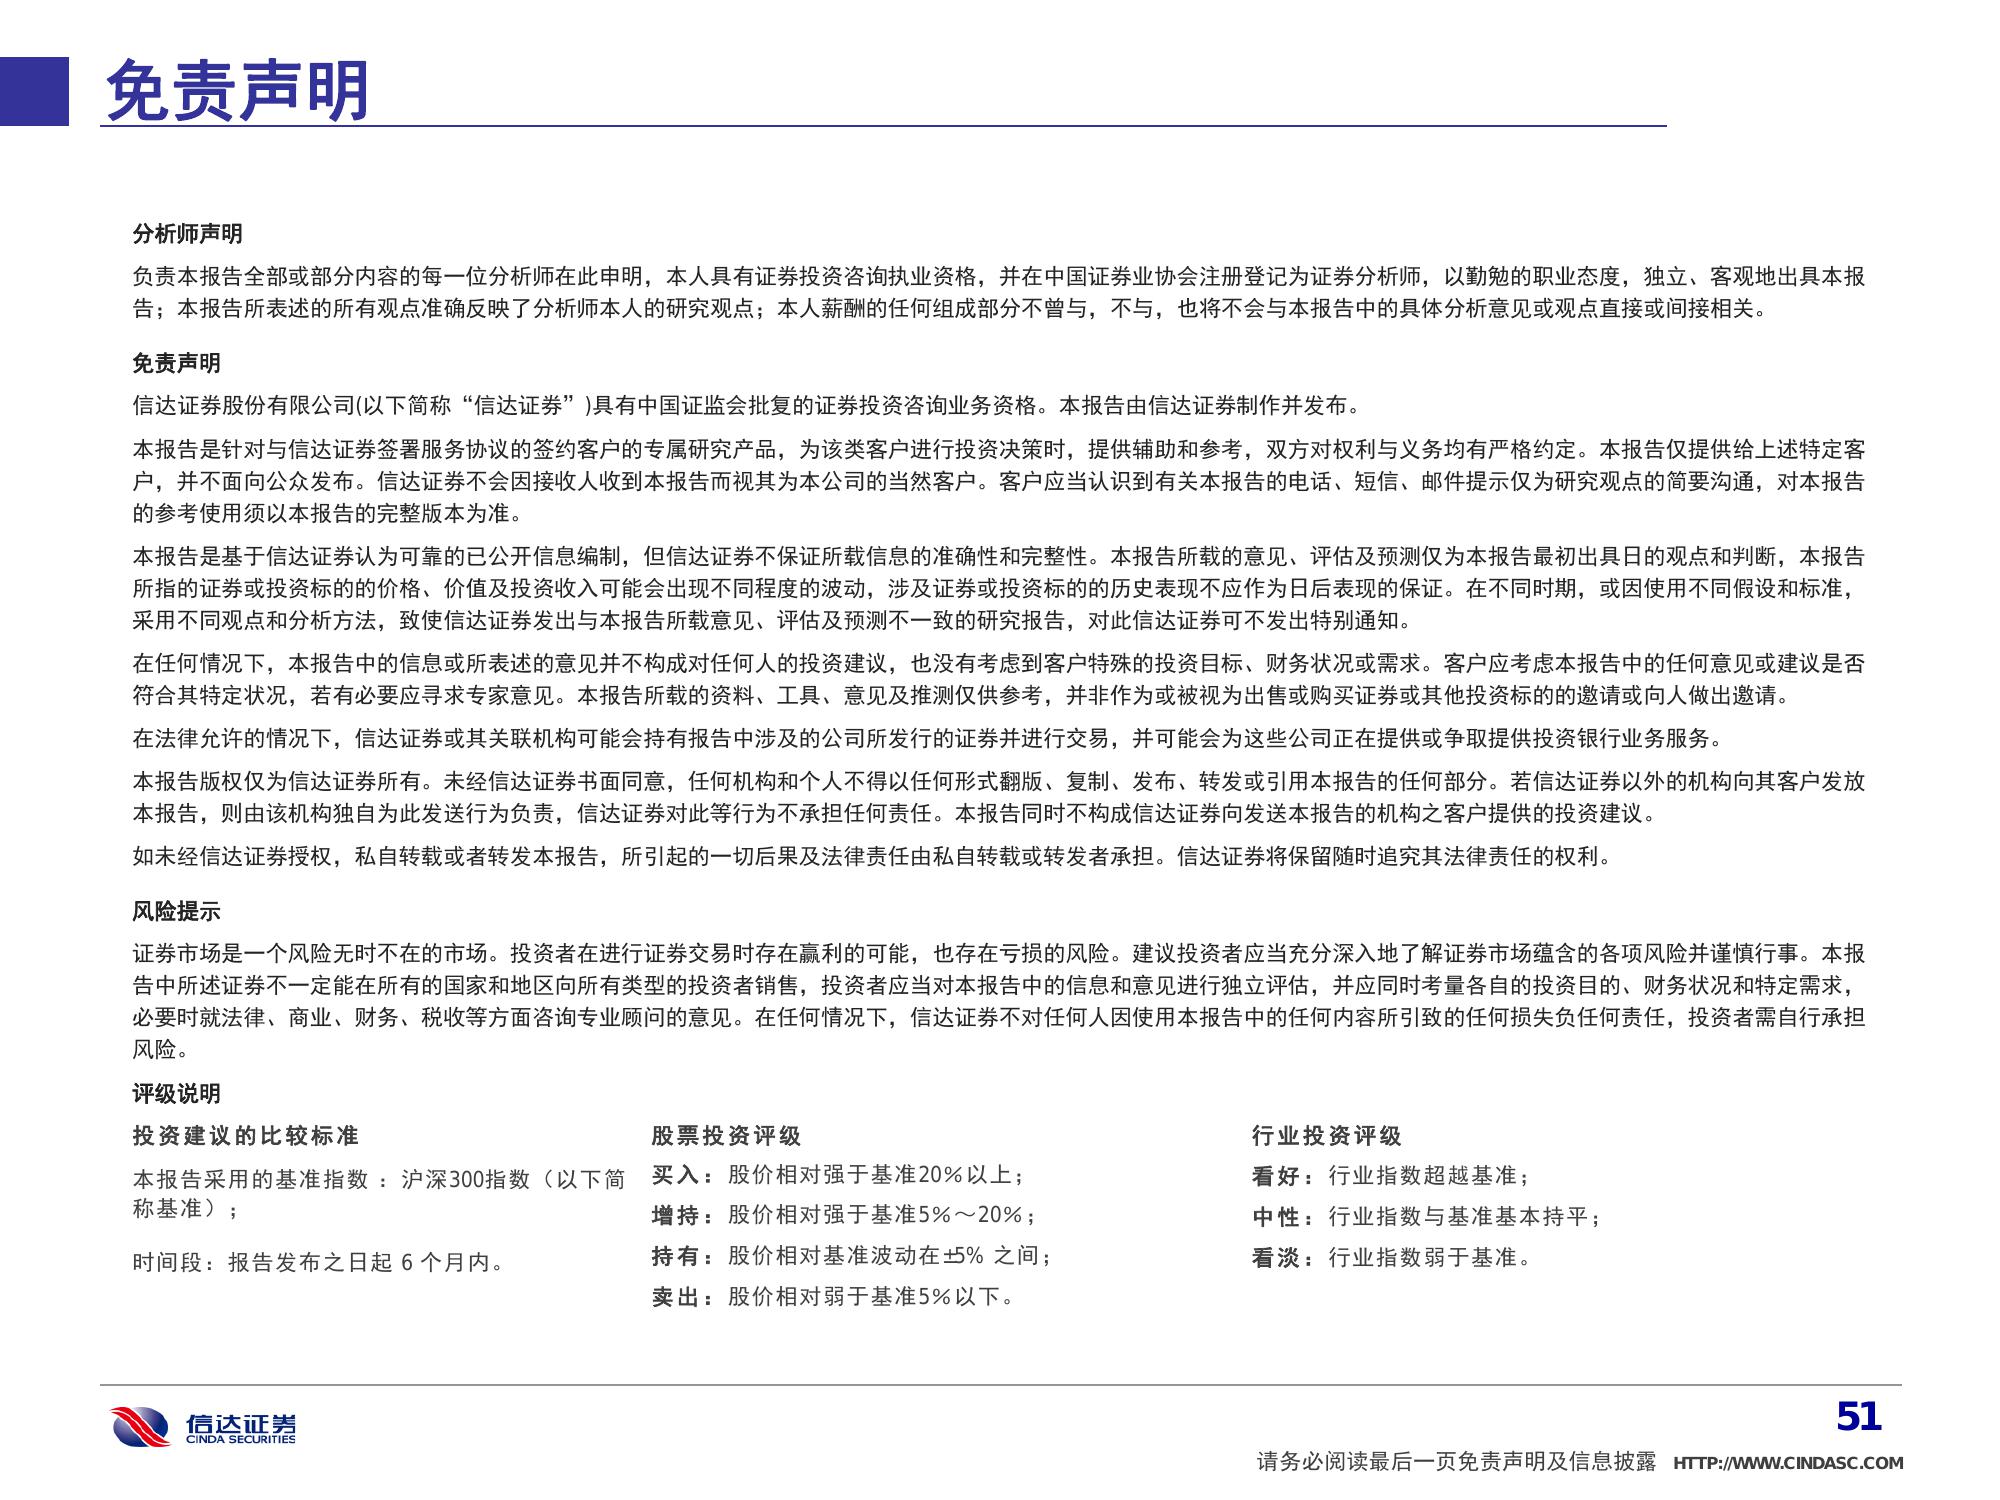 免责声明
分析师声明
负责本报告全部或部分内容的每一位分析师在此申明，本人具有证券投资咨询执业资格，并在中国证券业协会注册登记为证券分析师，以勤勉的职业态度，独立、客观地出具本报
告；本报告所表述的所有观点准确反映了分析师本人的研究观点；本人薪酬的任何组成部分不曾与，不与，也将不会与本报告中的具体分析意见或观点直接或间接相关。
免责声明
信达证券股份有限公司(以下简称“信达证券”)具有中国证监会批复的证券投资咨询业务资格。本报告由信达证券制作并发布。
本报告是针对与信达证券签署服务协议的签约客户的专属研究产品，为该类客户进行投资决策时，提供辅助和参考，双方对权利与义务均有严格约定。本报告仅提供给上述特定客
户，并不面向公众发布。信达证券不会因接收人收到本报告而视其为本公司的当然客户。客户应当认识到有关本报告的电话、短信、邮件提示仅为研究观点的简要沟通，对本报告
的参考使用须以本报告的完整版本为准。
本报告是基于信达证券认为可靠的已公开信息编制，但信达证券不保证所载信息的准确性和完整性。本报告所载的意见、评估及预测仅为本报告最初出具日的观点和判断，本报告
所指的证券或投资标的的价格、价值及投资收入可能会出现不同程度的波动，涉及证券或投资标的的历史表现不应作为日后表现的保证。在不同时期，或因使用不同假设和标准，
采用不同观点和分析方法，致使信达证券发出与本报告所载意见、评估及预测不一致的研究报告，对此信达证券可不发出特别通知。
在任何情况下，本报告中的信息或所表述的意见并不构成对任何人的投资建议，也没有考虑到客户特殊的投资目标、财务状况或需求。客户应考虑本报告中的任何意见或建议是否
符合其特定状况，若有必要应寻求专家意见。本报告所载的资料、工具、意见及推测仅供参考，并非作为或被视为出售或购买证券或其他投资标的的邀请或向人做出邀请。
在法律允许的情况下，信达证券或其关联机构可能会持有报告中涉及的公司所发行的证券并进行交易，并可能会为这些公司正在提供或争取提供投资银行业务服务。
本报告版权仅为信达证券所有。未经信达证券书面同意，任何机构和个人不得以任何形式翻版、复制、发布、转发或引用本报告的任何部分。若信达证券以外的机构向其客户发放
本报告，则由该机构独自为此发送行为负责，信达证券对此等行为不承担任何责任。本报告同时不构成信达证券向发送本报告的机构之客户提供的投资建议。
如未经信达证券授权，私自转载或者转发本报告，所引起的一切后果及法律责任由私自转载或转发者承担。信达证券将保留随时追究其法律责任的权利。
风险提示
证券市场是一个风险无时不在的市场。投资者在进行证券交易时存在赢利的可能，也存在亏损的风险。建议投资者应当充分深入地了解证券市场蕴含的各项风险并谨慎行事。本报
告中所述证券不一定能在所有的国家和地区向所有类型的投资者销售，投资者应当对本报告中的信息和意见进行独立评估，并应同时考量各自的投资目的、财务状况和特定需求，
必要时就法律、商业、财务、税收等方面咨询专业顾问的意见。在任何情况下，信达证券不对任何人因使用本报告中的任何内容所引致的任何损失负任何责任，投资者需自行承担
风险。
评级说明
投资建议的比较标准
本报告采用的基准指数 ：沪深300指数（以下简
称基准）；
时间段：报告发布之日起 6 个月内。
股票投资评级
买入：股价相对强于基准20％以上；
增持：股价相对强于基准5％～20％；
持有：股价相对基准波动在±5% 之间；
卖出：股价相对弱于基准5％以下。
行业投资评级
看好：行业指数超越基准；
中性：行业指数与基准基本持平；
看淡：行业指数弱于基准。
信达证券
CINDA SECURITIES
51
请务必阅读最后一页免责声明及信息披露 HTTP://WWW.CINDASC.COM